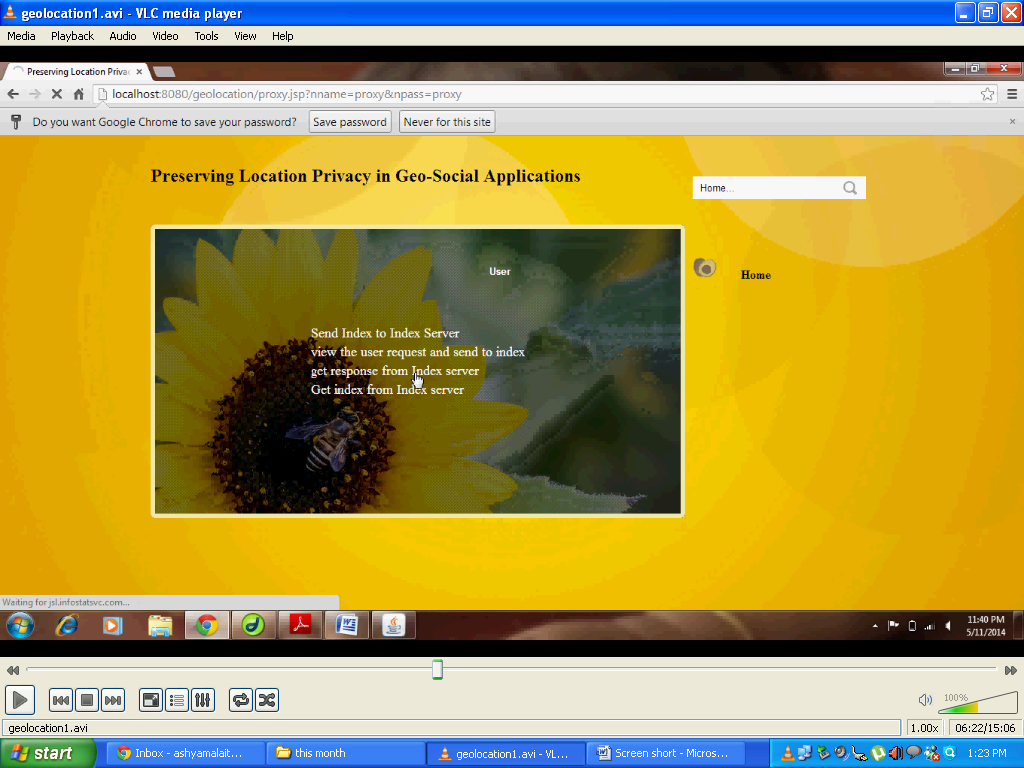 geolocation1.avi - VLC media player
Media Playback Audio Video Tools View Help
Preserving Location Priva
localhost:8080/geolocation/proxy.jsp?nname=proxy&npass=proxy
Do you want Google Chrome to save your password? Save password Never for this site
Preserving Location Privacy in Geo-Social Applications
Home...
User
Home
Send Index to Index Server
view the user request and send to index
get response from Index server
Get index from Index server
Waiting for jsl.infostatsvc.com...
11:40 PM
5/11/2014
100%
geolocation1.avi 1.00x 06:22/15:06
start Inbox - ashyamalait... this month geolocation1.avi - VL... Screen short - Micros... 1:23 PM